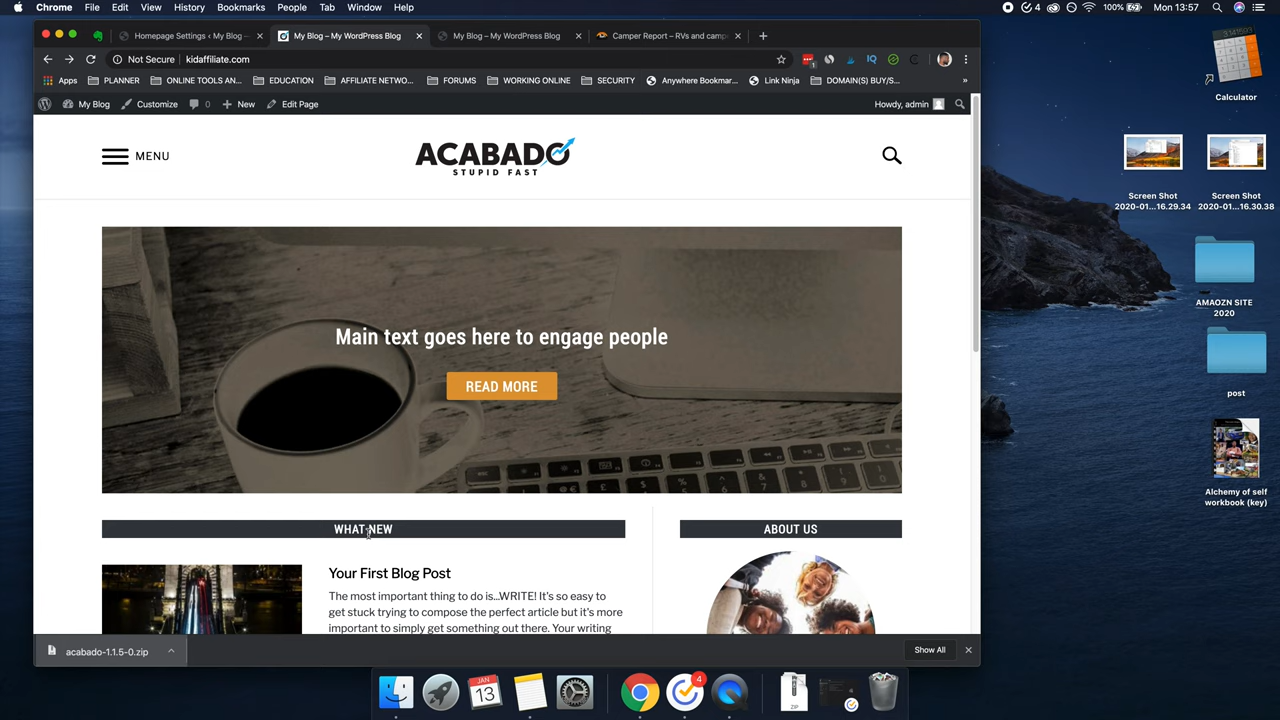 Chrome File Edit View History Bookmarks People Tab Window Help
4 100% Mon 13:57
Homepage Settings ‹ My Blog — My Blog – My WordPress Blog My Blog – My WordPress Blog Camper Report – RVs and camp
Not Secure kidaffiliate.com
Apps PLANNER ONLINE TOOLS AN... EDUCATION AFFILIATE NETWO... FORUMS WORKING ONLINE SECURITY Anywhere Bookmar... Link Ninja DOMAIN(S) BUY/S... »
My Blog Customize 0 New Edit Page Howdy, admin
MENU
ACABADO
STUPID FAST
Main text goes here to engage people
READ MORE
WHAT NEW
ABOUT US
Your First Blog Post
The most important thing to do is...WRITE! It's so easy to
get stuck trying to compose the perfect article but it's more
important to simply get something out there. Your writing
acabado-1.1.5-0.zip
Show All
Calculator
Screen Shot
2020-01...16.29.34
Screen Shot
2020-01...16.30.38
AMAOZN SITE
2020
post
Alchemy of self
workbook (key)
JAN
13
4
ZIP